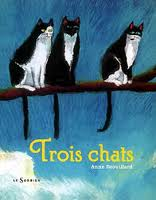 Trois chats
Anne Brouillard
LE SORBIER